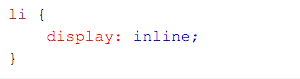 li {
    display: inline;
}